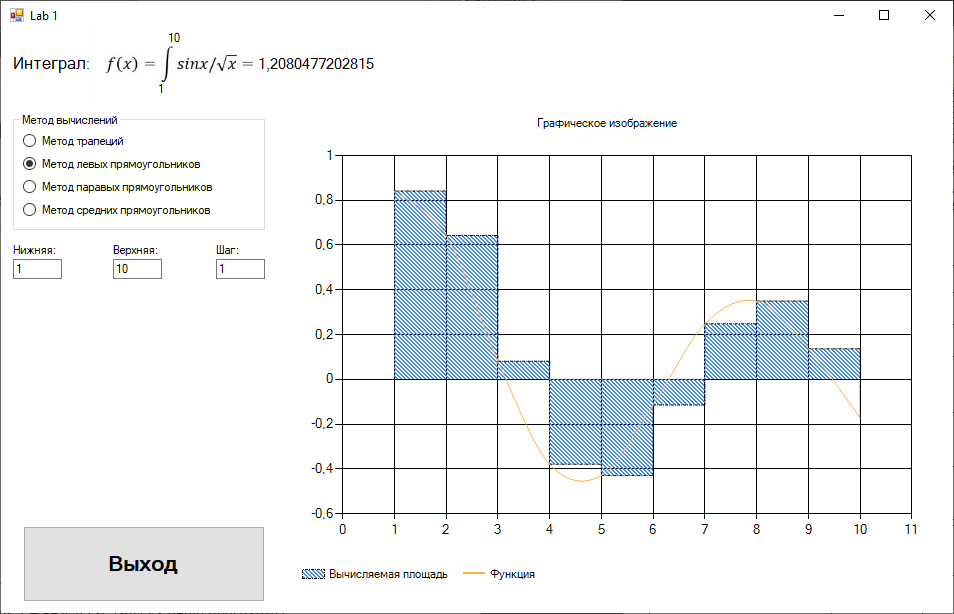 Lab 1
10
Интеграл: f(x) = ∫ sinx/√x = 1,2080477202815
1
Метод вычислений
Метод трапеций
Метод левых прямоугольников
Метод паравых прямоугольников
Метод средних прямоугольников
Нижняя: Верхняя: Шаг:
1 10 1
Выход
Графическое изображение
1
0,8
0,6
0,4
0,2
0
-0,2
-0,4
-0,6
0 1 2 3 4 5 6 7 8 9 10 11
Вычисляемая площадь Функция